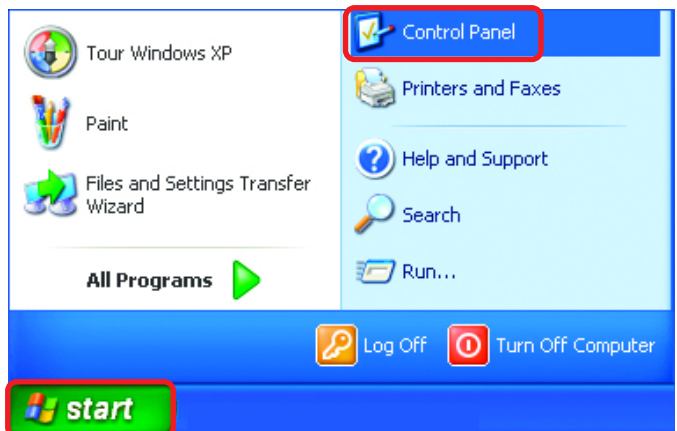 Tour Windows XP
Paint
Files and Settings Transfer
Wizard
All Programs
Control Panel
Printers and Faxes
Help and Support
Search
Run...
Log Off
Turn Off Computer
start